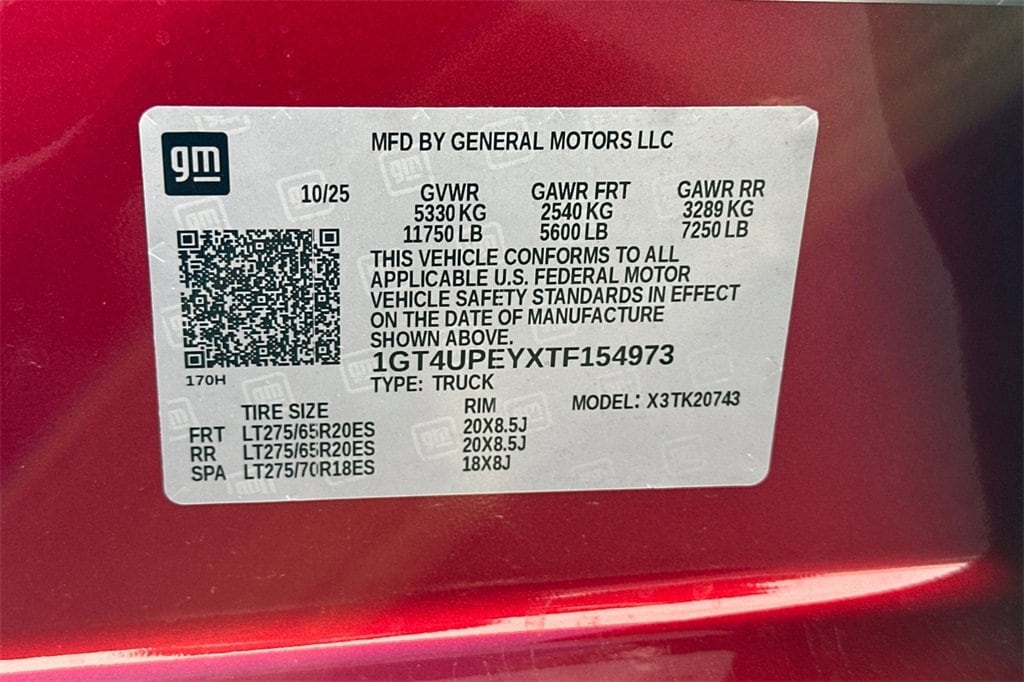 gm
MFD BY GENERAL MOTORS LLC
10/25 GVWR GAWR FRT GAWR RR
5330 KG 2540 KG 3289 KG
11750 LB 5600 LB 7250 LB
THIS VEHICLE CONFORMS TO ALL
APPLICABLE U.S. FEDERAL MOTOR
VEHICLE SAFETY STANDARDS IN EFFECT
ON THE DATE OF MANUFACTURE
SHOWN ABOVE.
170H
1GT4UPEYXTF154973
TYPE: TRUCK
MODEL: X3TK20743
TIRE SIZE RIM
FRT LT275/65R20ES 20X8.5J
RR LT275/65R20ES 20X8.5J
SPA LT275/70R18ES 18X8J